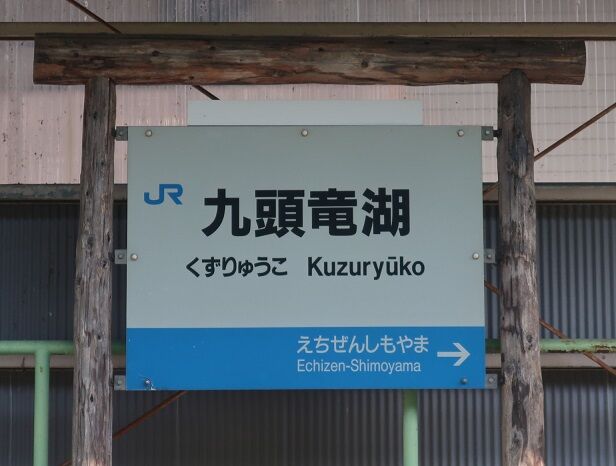 JR
九頭竜湖
くずりゅうこ Kuzuryūko
えちぜんしもやま →
Echizen-Shimoyama